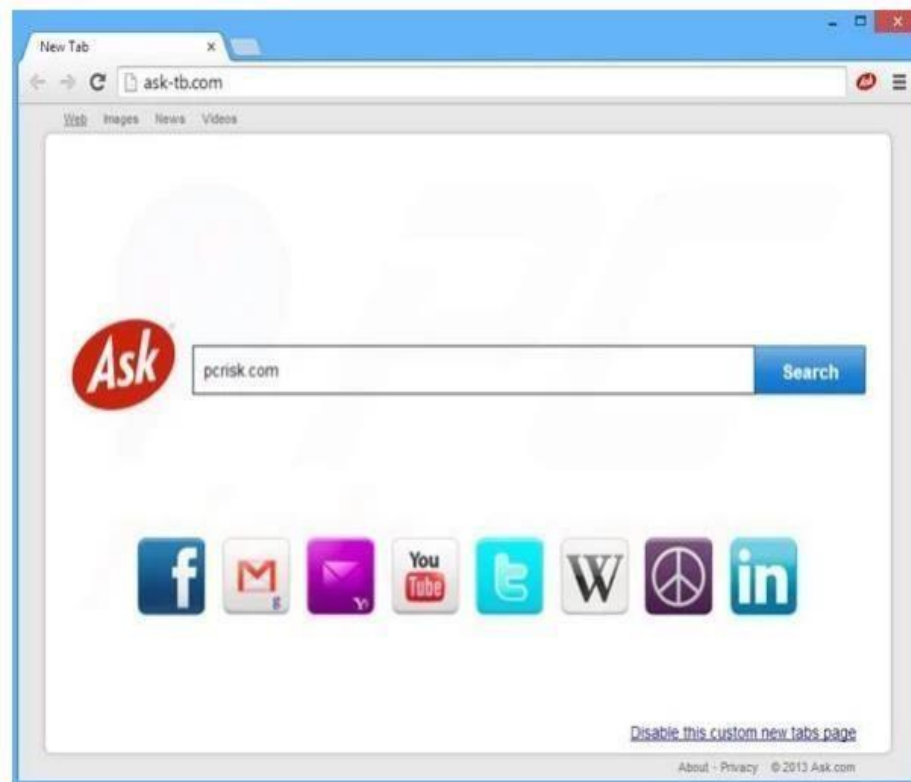 New Tab
ask-tb.com
Ask
Web Images News Videos
Ask
pcrisk.com
Search
f
M
g
Y!
You
Tube
t
W
in
Disable this custom new tabs page
About - Privacy © 2013 Ask.com